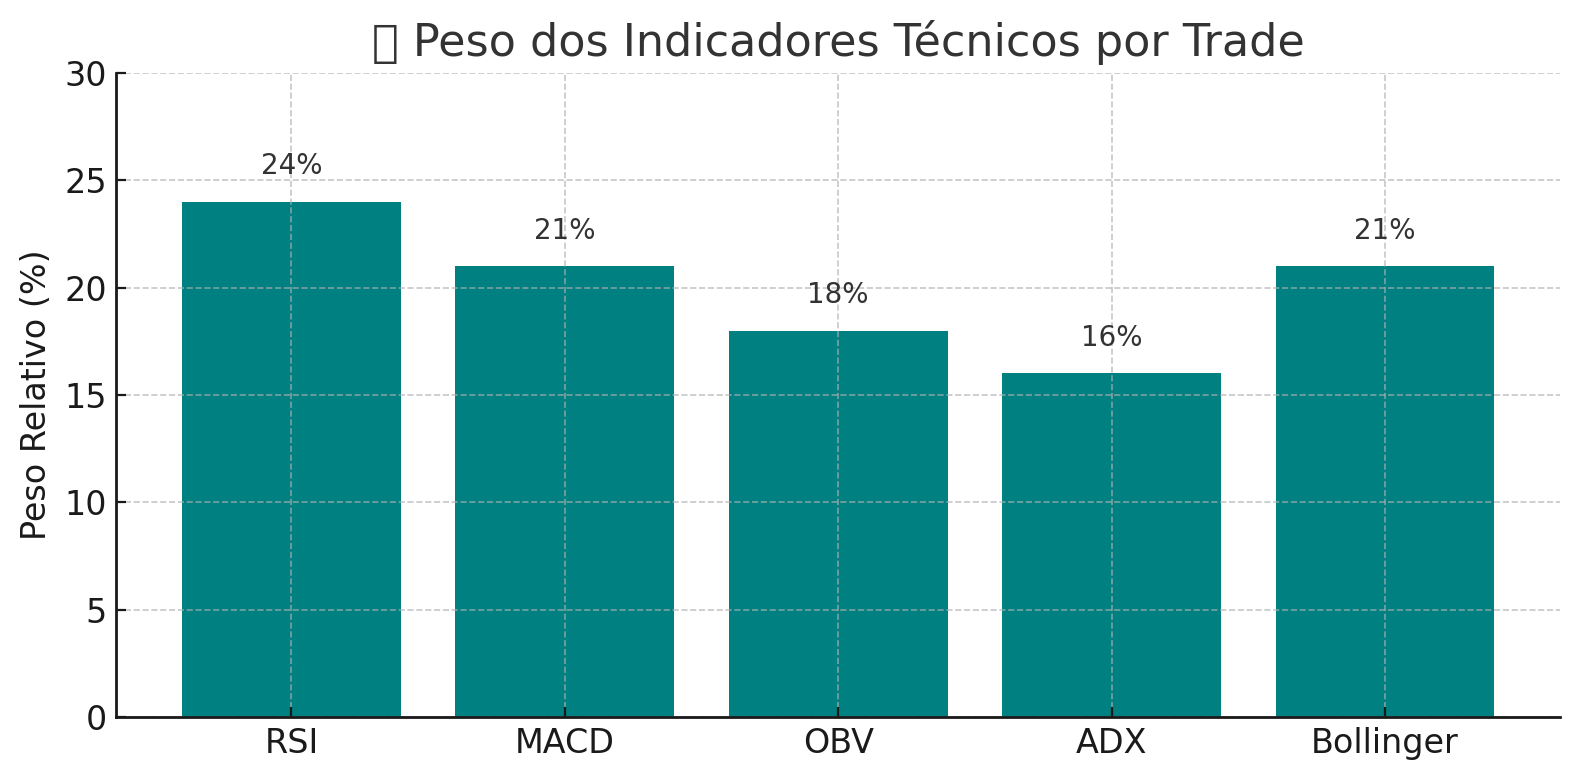 Peso dos Indicadores Técnicos por Trade
Peso Relativo (%)
30
25
20
15
10
5
0
24%
21%
18%
16%
21%
RSI
MACD
OBV
ADX
Bollinger